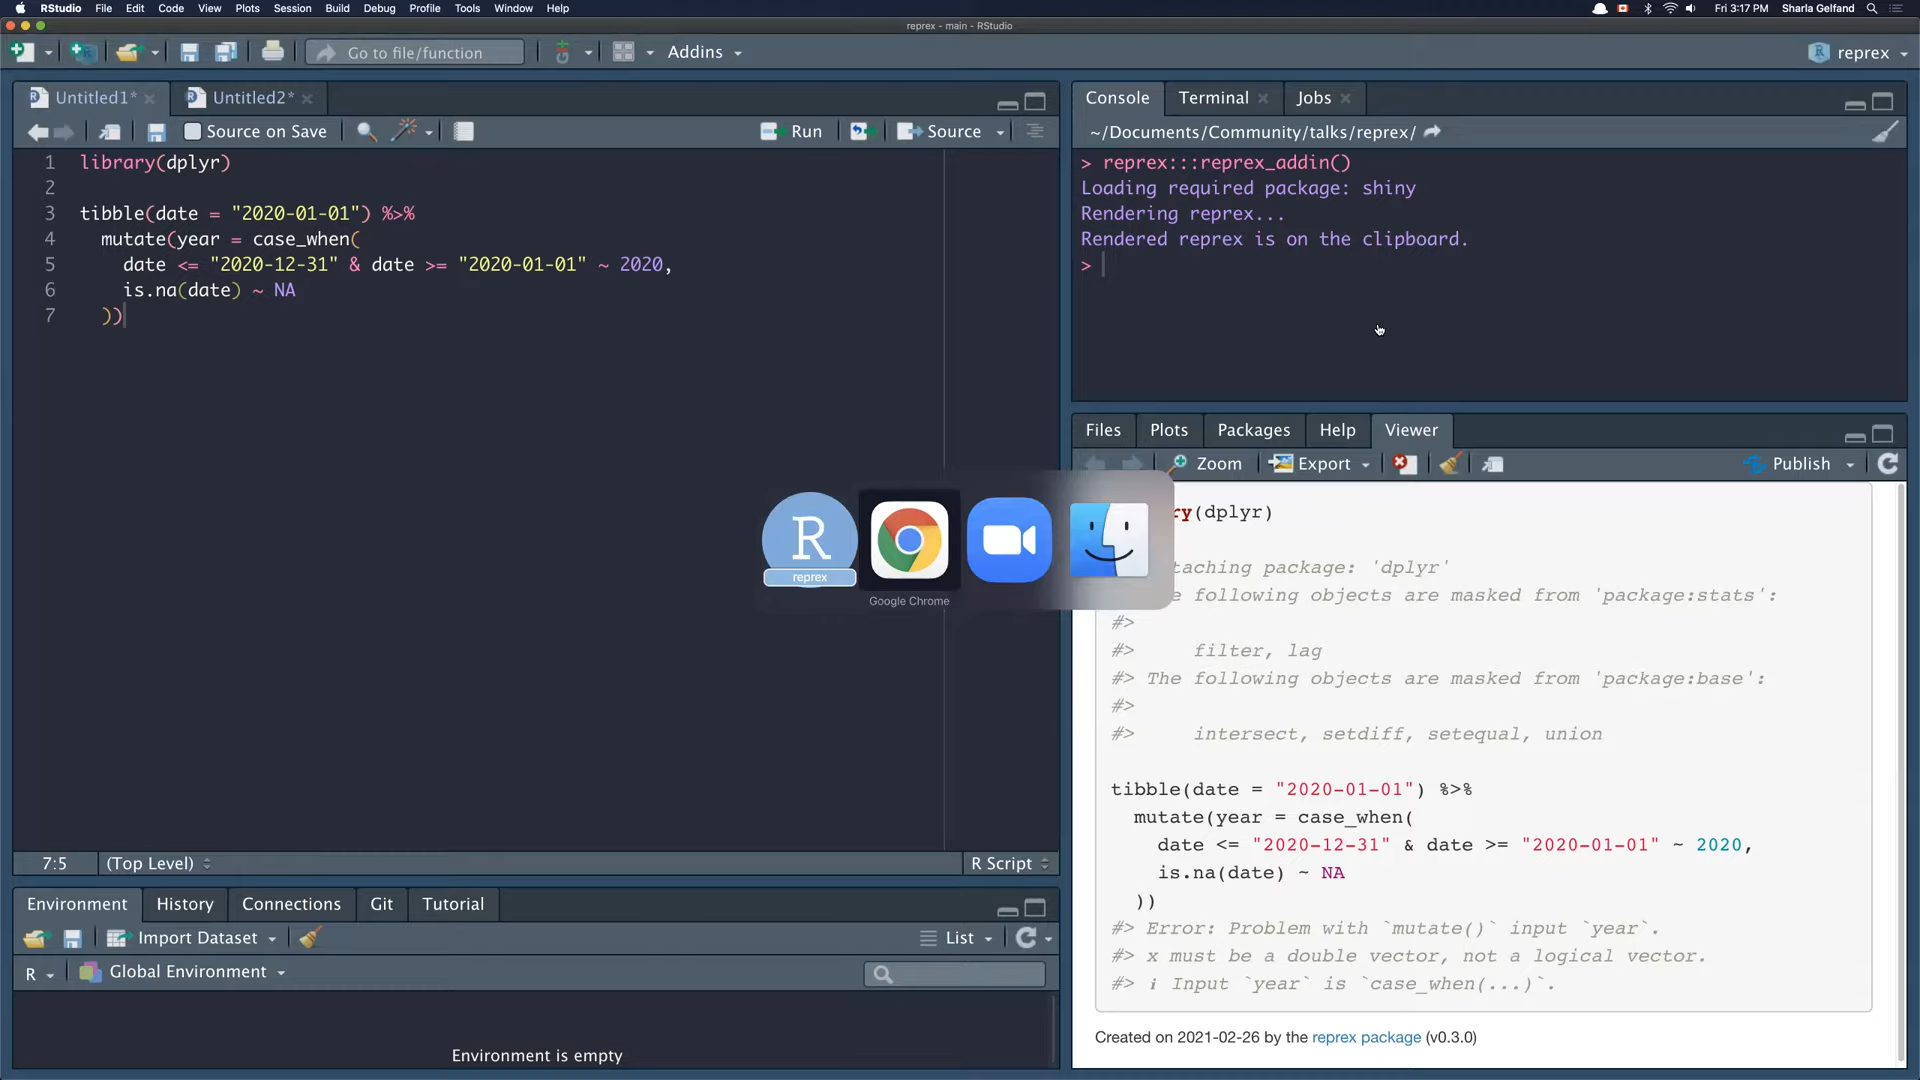 RStudio File Edit Code View Plots Session Build Debug Profile Tools Window Help Fri 3:17 PM Sharla Gelfand
reprex - main - RStudio
Go to file/function Addins reprex
Untitled1* Untitled2*
Source on Save Run Source
1 library(dplyr)
2
3 tibble(date = "2020-01-01") %>%
4 mutate(year = case_when(
5 date <= "2020-12-31" & date >= "2020-01-01" ~ 2020,
6 is.na(date) ~ NA
7 ))
7:5 (Top Level) R Script
Environment History Connections Git Tutorial
Import Dataset List
R Global Environment
Environment is empty
Console Terminal Jobs
~/Documents/Community/talks/reprex/
> reprex:::reprex_addin()
Loading required package: shiny
Rendering reprex...
Rendered reprex is on the clipboard.
>
R
reprex
Google Chrome
Files Plots Packages Help Viewer
Zoom Export Publish
ry(dplyr)
taching package: 'dplyr'
e following objects are masked from 'package:stats':
#>
#> filter, lag
#> The following objects are masked from 'package:base':
#>
#> intersect, setdiff, setequal, union
tibble(date = "2020-01-01") %>%
mutate(year = case_when(
date <= "2020-12-31" & date >= "2020-01-01" ~ 2020,
is.na(date) ~ NA
))
#> Error: Problem with `mutate()` input `year`.
#> x must be a double vector, not a logical vector.
#> ℹ Input `year` is `case_when(...)`.
Created on 2021-02-26 by the reprex package (v0.3.0)